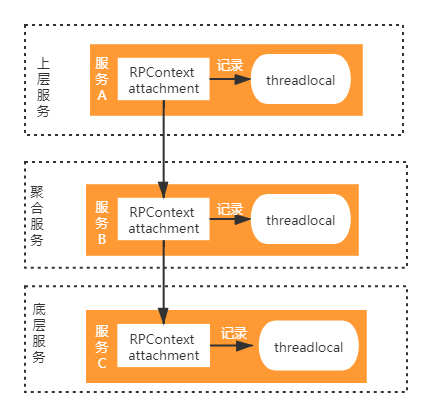 上层服务
服务A
RPContext
attachment
记录
threadlocal
聚合服务
服务B
RPContext
attachment
记录
threadlocal
底层服务
服务C
RPContext
attachment
记录
threadlocal